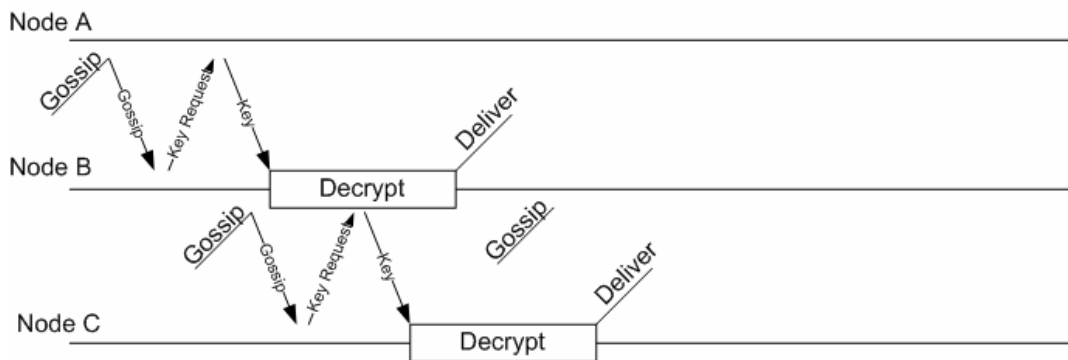 Node A
Gossip
Gossip
Key Request
Key
Deliver
Node B
Decrypt
Gossip
Gossip
Key Request
Key
Gossip
Deliver
Node C
Decrypt